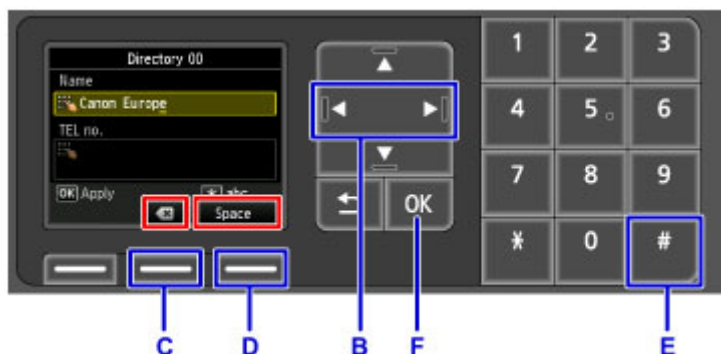 Directory 00
Name
Canon Europe
TEL no.
OK Apply
* abc
Space
OK
1 2 3
4 5 6
7 8 9
* 0 #
C D B F E